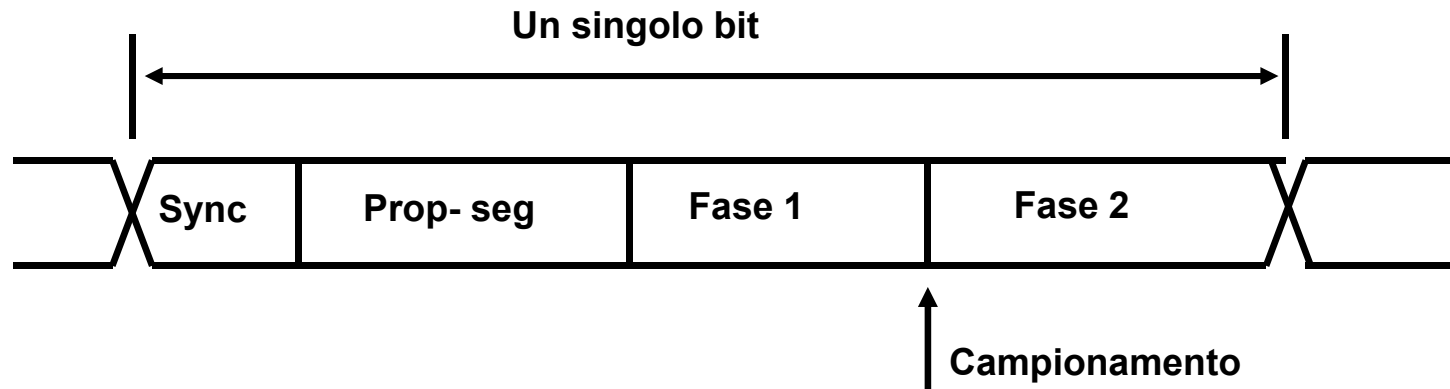 Un singolo bit
Sync
Prop- seg
Fase 1
Fase 2
Campionamento